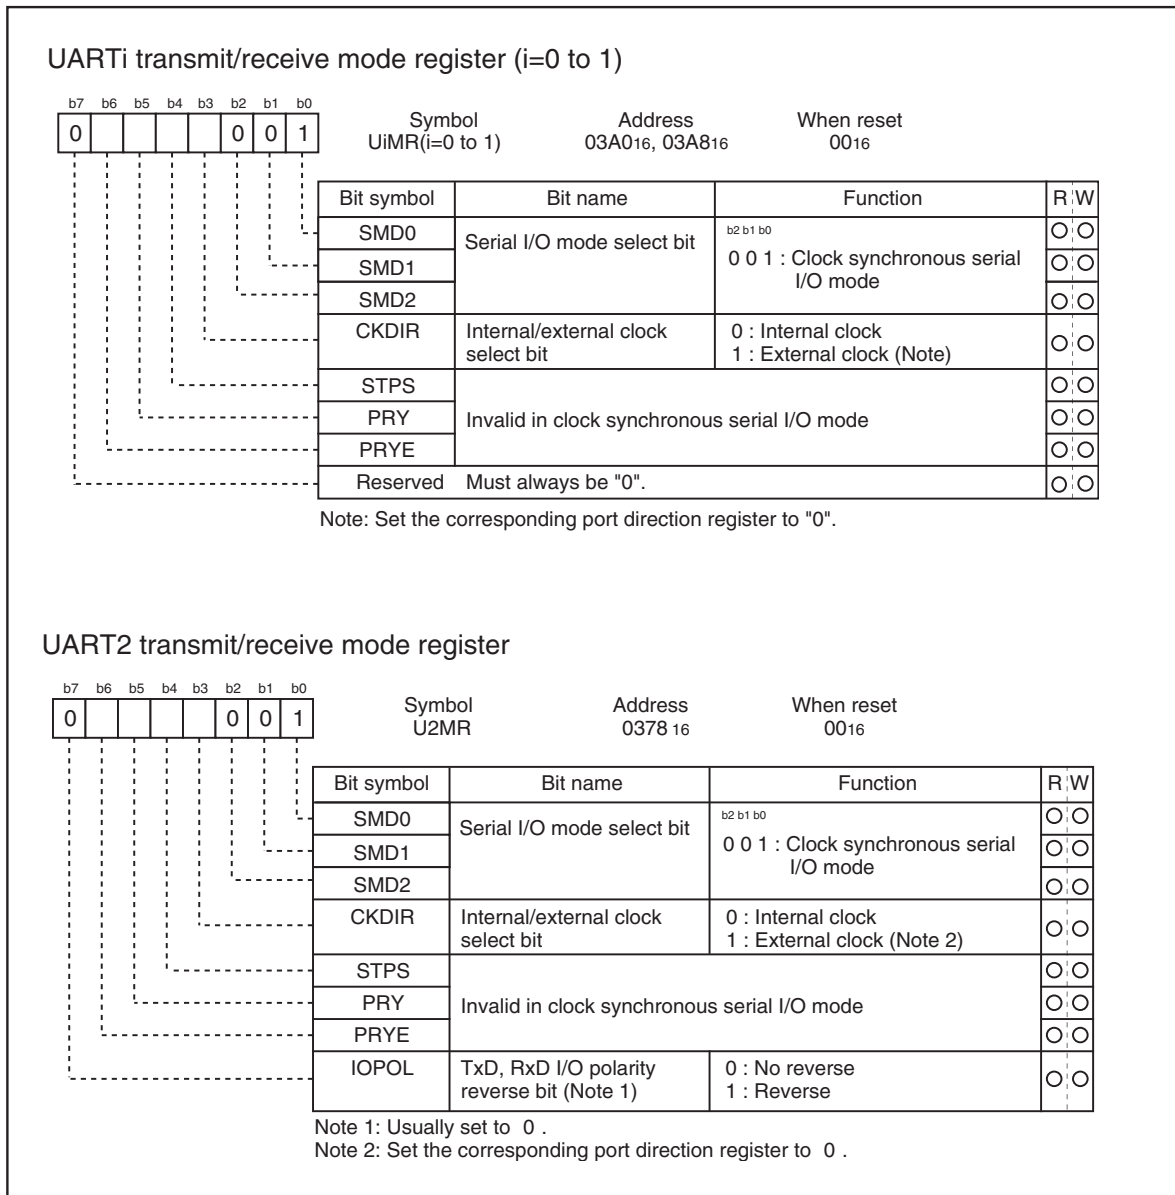 UARTi transmit/receive mode register (i=0 to 1)
b7 b6 b5 b4 b3 b2 b1 b0
0 0 0 1
Symbol Address When reset
UiMR(i=0 to 1) 03A016, 03A816 0016
Bit symbol Bit name Function R W
SMD0 Serial I/O mode select bit b2 b1 b0
SMD1 0 0 1 : Clock synchronous serial
I/O mode
SMD2
CKDIR Internal/external clock 0 : Internal clock
select bit 1 : External clock (Note)
STPS
PRY Invalid in clock synchronous serial I/O mode
PRYE
Reserved Must always be "0".
Note: Set the corresponding port direction register to "0".
UART2 transmit/receive mode register
b7 b6 b5 b4 b3 b2 b1 b0
0 0 0 1
Symbol Address When reset
U2MR 0378 16 0016
Bit symbol Bit name Function R W
SMD0 Serial I/O mode select bit b2 b1 b0
SMD1 0 0 1 : Clock synchronous serial
I/O mode
SMD2
CKDIR Internal/external clock 0 : Internal clock
select bit 1 : External clock (Note 2)
STPS
PRY Invalid in clock synchronous serial I/O mode
PRYE
IOPOL TxD, RxD I/O polarity 0 : No reverse
reverse bit (Note 1) 1 : Reverse
Note 1: Usually set to 0 .
Note 2: Set the corresponding port direction register to 0 .